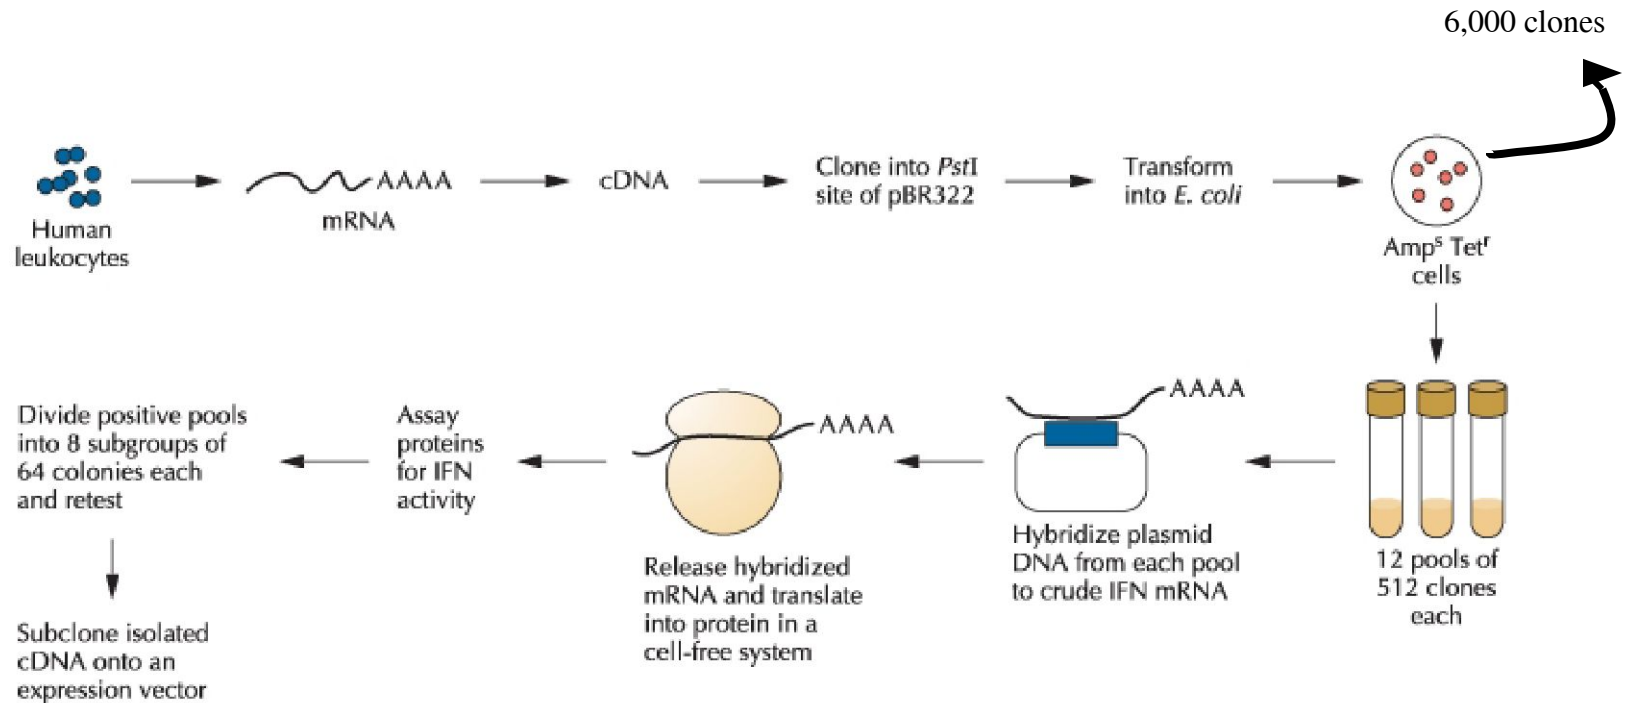 6,000 clones
Human
leukocytes
AAAA
mRNA
cDNA
Clone into PstI
site of pBR322
Transform
into E. coli
Ampˢ Tetʳ
cells
12 pools of
512 clones
each
AAAA
Hybridize plasmid
DNA from each pool
to crude IFN mRNA
AAAA
Release hybridized
mRNA and translate
into protein in a
cell-free system
Assay
proteins
for IFN
activity
Divide positive pools
into 8 subgroups of
64 colonies each
and retest
Subclone isolated
cDNA onto an
expression vector